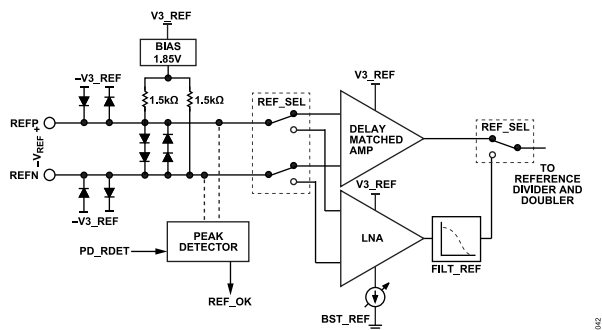 V3_REF
BIAS
1.85V
–V3_REF
1.5kΩ
1.5kΩ
REF_SEL
V3_REF
REFP
+
–VREF
REFN
DELAY
MATCHED
AMP
REF_SEL
TO
REFERENCE
DIVIDER AND
DOUBLER
–V3_REF
V3_REF
PEAK
DETECTOR
PD_RDET
LNA
FILT_REF
REF_OK
BST_REF
042